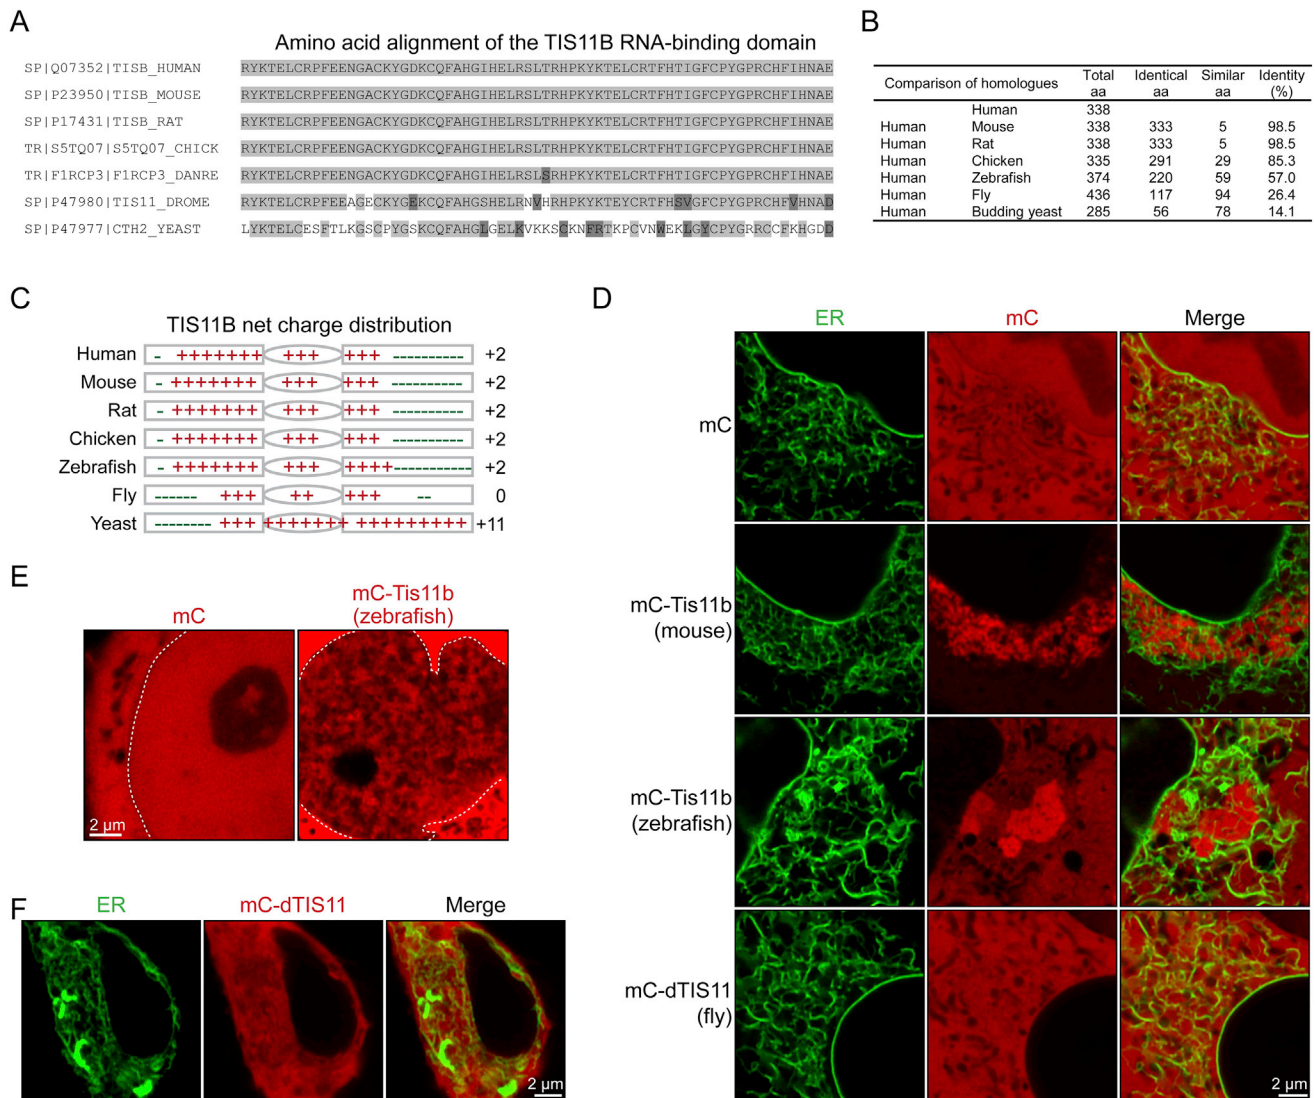 A
Amino acid alignment of the TIS11B RNA-binding domain
SP|Q07352|TISB_HUMAN RYKTELCRPFEENGACKYGDKCQFAHGIHELRSLTRHPKYKTELCRTFHTIGFCPYGPRCHFIHNAE
SP|P23950|TISB_MOUSE RYKTELCRPFEENGACKYGDKCQFAHGIHELRSLTRHPKYKTELCRTFHTIGFCPYGPRCHFIHNAE
SP|P17431|TISB_RAT RYKTELCRPFEENGACKYGDKCQFAHGIHELRSLTRHPKYKTELCRTFHTIGFCPYGPRCHFIHNAE
TR|S5TQ07|S5TQ07_CHICK RYKTELCRPFEENGACKYGDKCQFAHGIHELRSLTRHPKYKTELCRTFHTIGFCPYGPRCHFIHNAE
TR|F1RCP3|F1RCP3_DANRE RYKTELCRPFEENGACKYGDKCQFAHGIHELRSLSRHPKYKTELCRTFHTIGFCPYGPRCHFIHNAE
SP|P47980|TIS11_DROME RYKTELCRPFEEAGECKYGEKCQFAHGSHELRNVHRHPKYKTEYCRTFHSVGFCPYGPRCHFVHNAD
SP|P47977|CTH2_YEAST LYKTELCESFTLKGSCPYGSKCQFAHGLGELKVKKSCKNFRTKPCVNWEKLGYCPYGRRCCFKHGDD
B
Comparison of homologues Total aa Identical aa Similar aa Identity (%)
Human 338
Human Mouse 338 333 5 98.5
Human Rat 338 333 5 98.5
Human Chicken 335 291 29 85.3
Human Zebrafish 374 220 59 57.0
Human Fly 436 117 94 26.4
Human Budding yeast 285 56 78 14.1
C
TIS11B net charge distribution
Human - +++++++ +++ +++ ---------- +2
Mouse - +++++++ +++ +++ ---------- +2
Rat - +++++++ +++ +++ ---------- +2
Chicken - +++++++ +++ +++ ---------- +2
Zebrafish - +++++++ +++ ++++ ----------- +2
Fly ------ +++ ++ +++ -- 0
Yeast -------- +++ +++++++ +++++++++ +11
D
ER mC Merge
mC
mC-Tis11b
(mouse)
mC-Tis11b
(zebrafish)
mC-dTIS11
(fly)
2 µm
E
mC
mC-Tis11b
(zebrafish)
2 µm
F
ER mC-dTIS11 Merge
2 µm